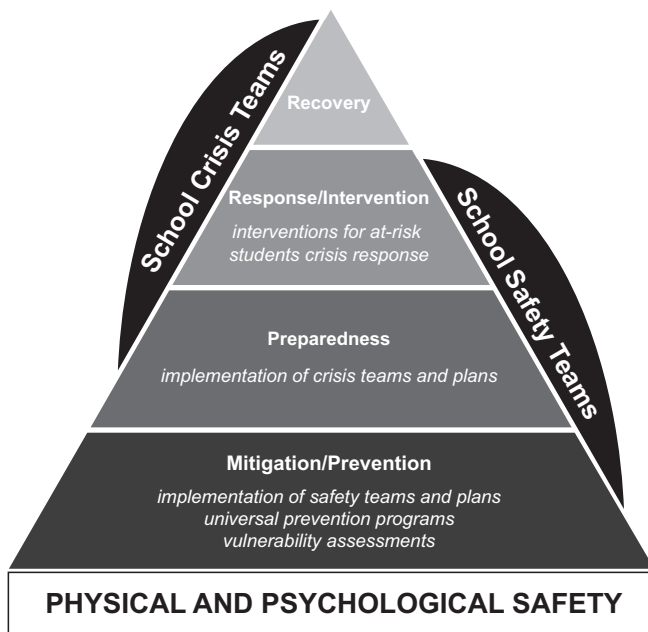 School Crisis Teams
Recovery
Response/Intervention
interventions for at-risk
students crisis response
School Safety Teams
Preparedness
implementation of crisis teams and plans
Mitigation/Prevention
implementation of safety teams and plans
universal prevention programs
vulnerability assessments
PHYSICAL AND PSYCHOLOGICAL SAFETY